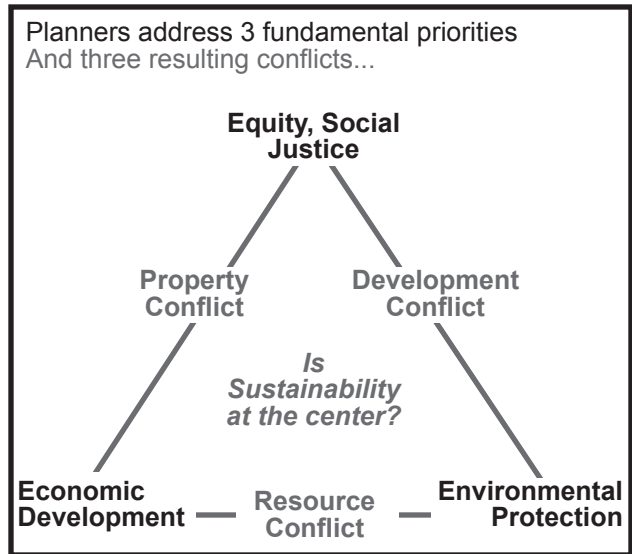 Planners address 3 fundamental priorities
And three resulting conflicts...
Equity, Social
Justice
Property
Conflict
Development
Conflict
Is
Sustainability
at the center?
Economic
Development
Resource
Conflict
Environmental
Protection